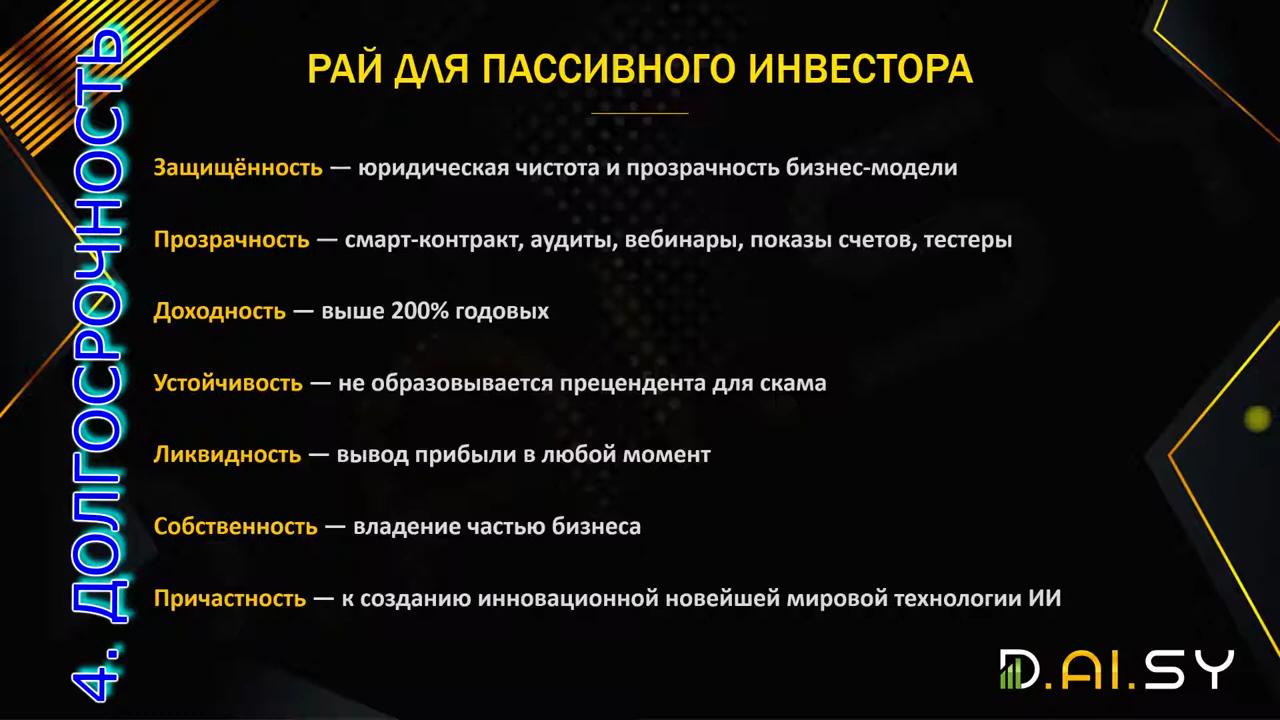 РАЙ ДЛЯ ПАССИВНОГО ИНВЕСТОРА
4. ДОЛГОСРОЧНОСТЬ
Защищённость — юридическая чистота и прозрачность бизнес-модели
Прозрачность — смарт-контракт, аудиты, вебинары, показы счетов, тестеры
Доходность — выше 200% годовых
Устойчивость — не образовывается прецендента для скама
Ликвидность — вывод прибыли в любой момент
Собственность — владение частью бизнеса
Причастность — к созданию инновационной новейшей мировой технологии ИИ
D.AI.SY